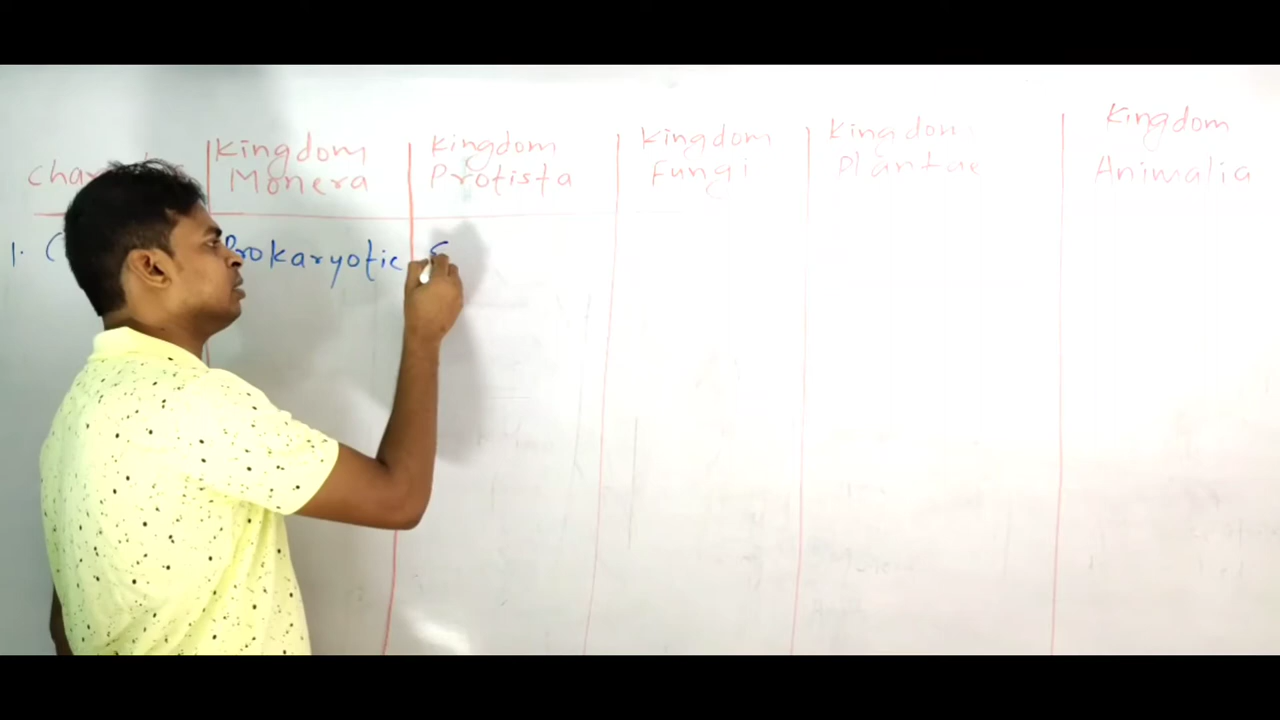 Kingdom Monera
Kingdom Protista
Kingdom Fungi
Kingdom Plantae
Kingdom Animalia
1. Prokaryotic